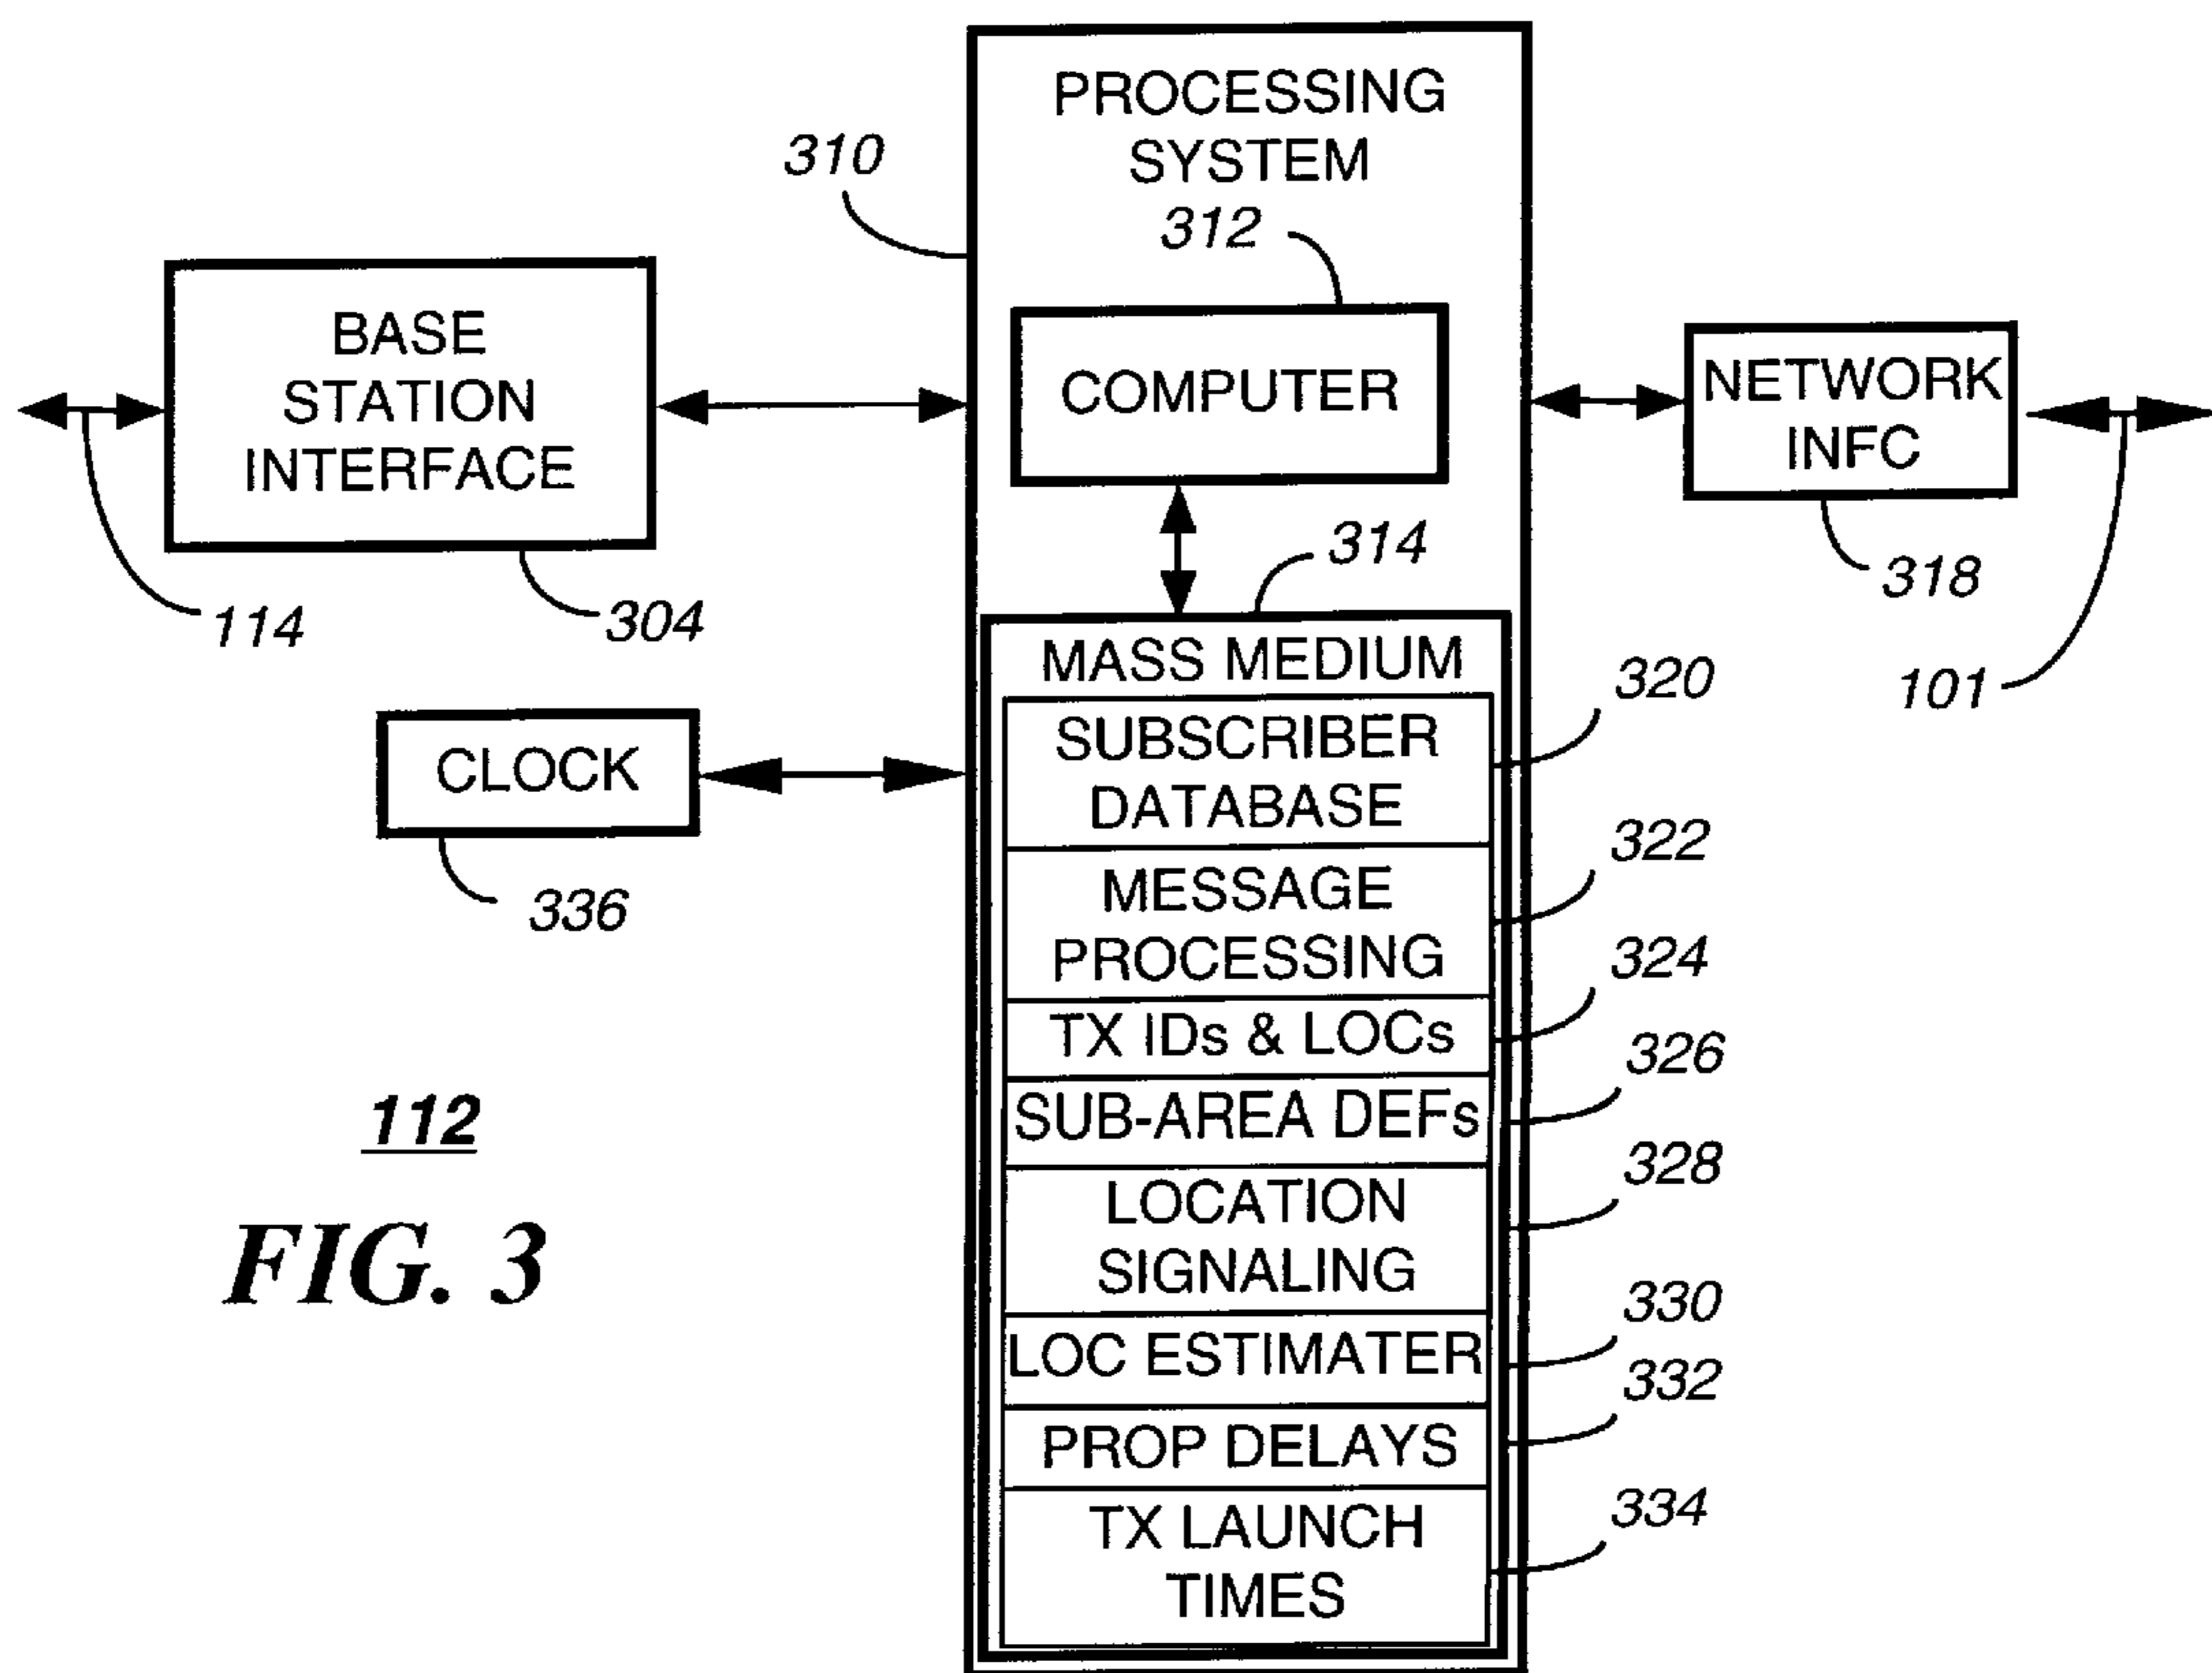 PROCESSING
SYSTEM
310
312
BASE
STATION
INTERFACE
COMPUTER
NETWORK
INFC
114
304
314
318
101
MASS MEDIUM
320
SUBSCRIBER
DATABASE
CLOCK
336
322
MESSAGE
PROCESSING
324
TX IDs & LOCs
326
SUB-AREA DEFs
328
LOCATION
SIGNALING
330
LOC ESTIMATER
332
PROP DELAYS
334
TX LAUNCH
TIMES
112
FIG. 3